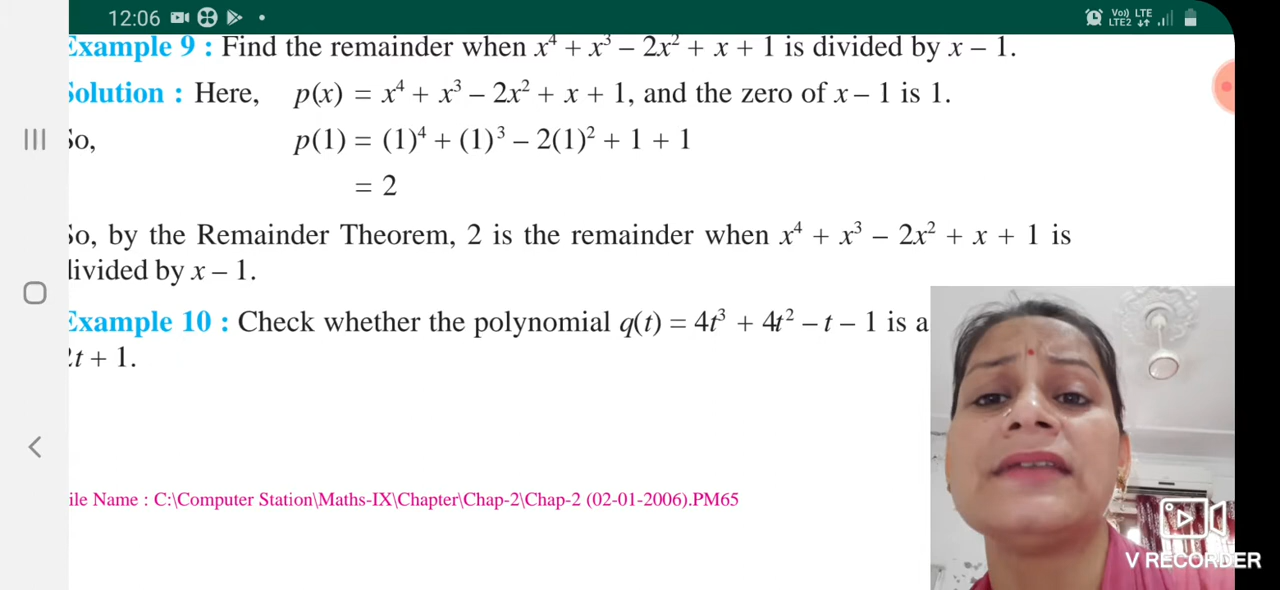 12:06 Vo)) LTE
LTE2
Example 9 : Find the remainder when x⁴ + x³ – 2x² + x + 1 is divided by x – 1.
Solution : Here, p(x) = x⁴ + x³ – 2x² + x + 1, and the zero of x – 1 is 1.
So, p(1) = (1)⁴ + (1)³ – 2(1)² + 1 + 1
= 2
So, by the Remainder Theorem, 2 is the remainder when x⁴ + x³ – 2x² + x + 1 is
divided by x – 1.
Example 10 : Check whether the polynomial q(t) = 4t³ + 4t² – t – 1 is a
2t + 1.
ile Name : C:\Computer Station\Maths-IX\Chapter\Chap-2\Chap-2 (02-01-2006).PM65
V RECORDER